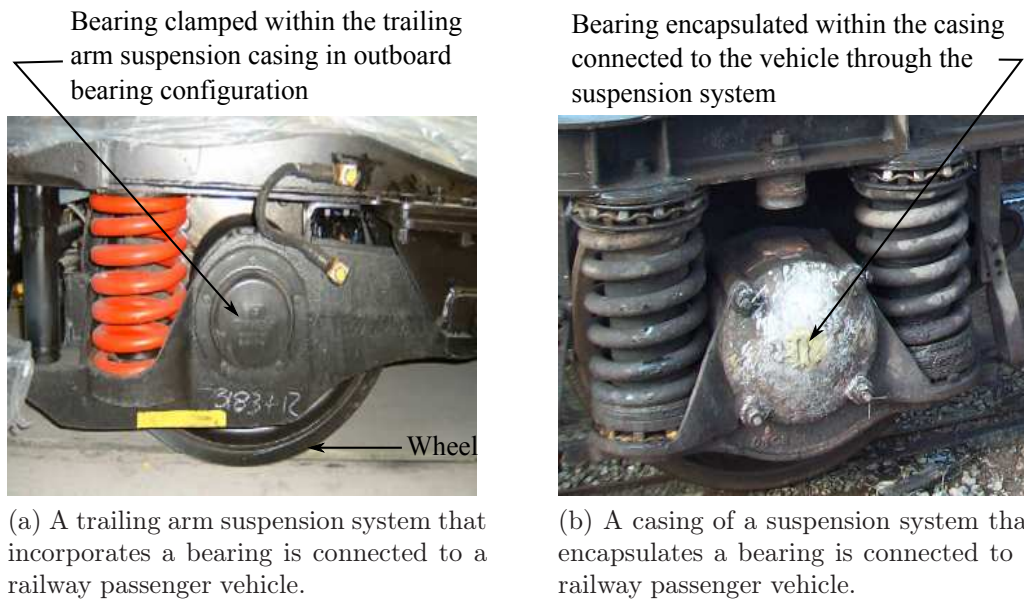 Bearing clamped within the trailing
arm suspension casing in outboard
bearing configuration
Bearing encapsulated within the casing
connected to the vehicle through the
suspension system
3183+12
Wheel
(a) A trailing arm suspension system that
incorporates a bearing is connected to a
railway passenger vehicle.
(b) A casing of a suspension system tha
encapsulates a bearing is connected to
railway passenger vehicle.